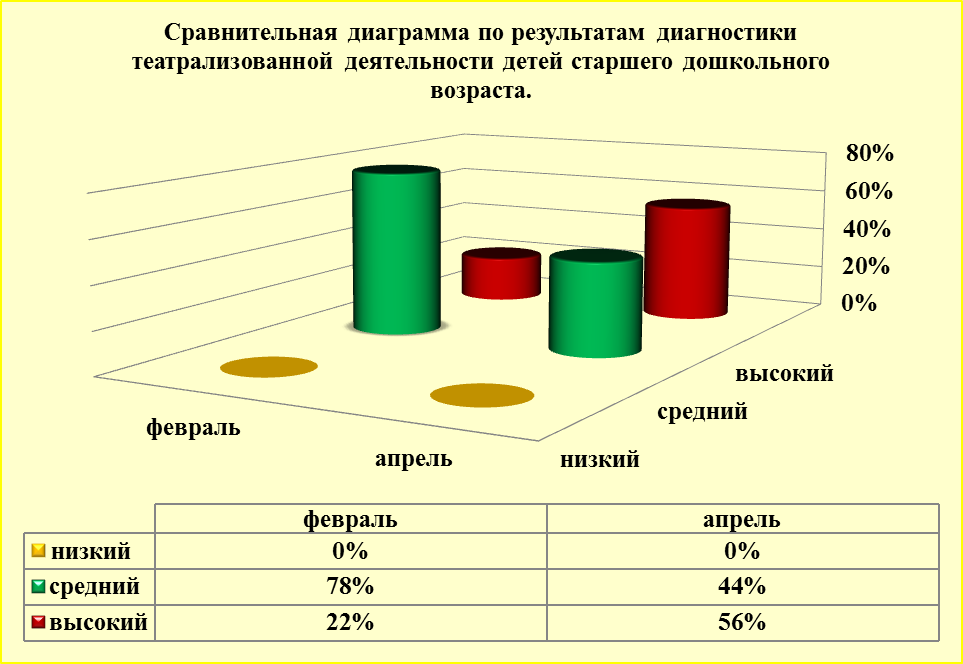 Сравнительная диаграмма по результатам диагностики
театрализованной деятельности детей старшего дошкольного
возраста.
80%
60%
40%
20%
0%
высокий
средний
низкий
февраль
апрель
февраль апрель
низкий 0% 0%
средний 78% 44%
высокий 22% 56%